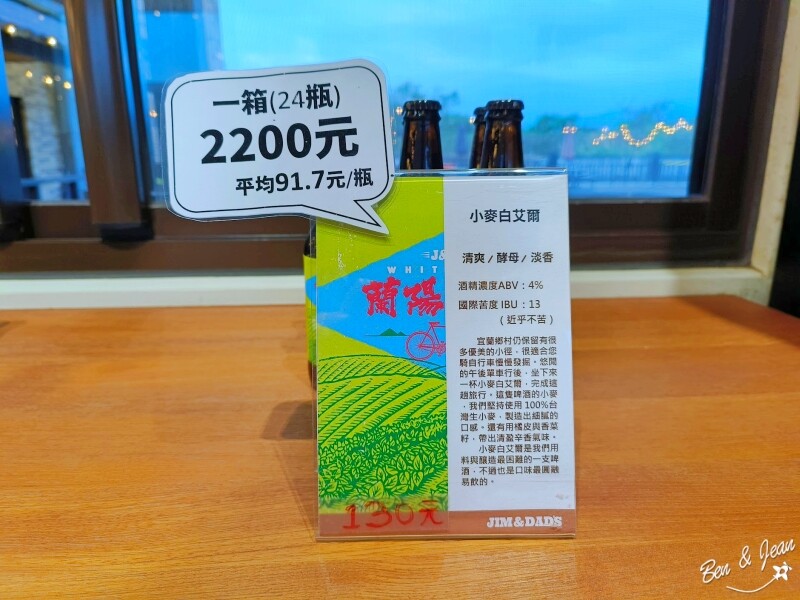 一箱(24瓶)
2200元
平均91.7元/瓶
J&
WHIT
蘭陽
130元
小麥白艾爾
清爽/酵母/淡香
酒精濃度ABV：4%
國際苦度 IBU：13
(近乎不苦)
宜蘭鄉村仍保留有很
多優美的小徑，很適合您
騎自行車慢慢發掘。悠閒
的午後單車行後，坐下來
一杯小麥白艾爾，完成這
趟旅行。這隻啤酒的小麥
，我們堅持使用 100%台
灣生小麥，製造出細膩的
口感。還有用橘皮與香菜
籽，帶出清盈辛香氣味。
小麥白艾爾是我們用
料與釀造最困難的一支啤
酒，不過也是口味最圓融
易飲的。
JIM&DAD'S
Ben & Jean